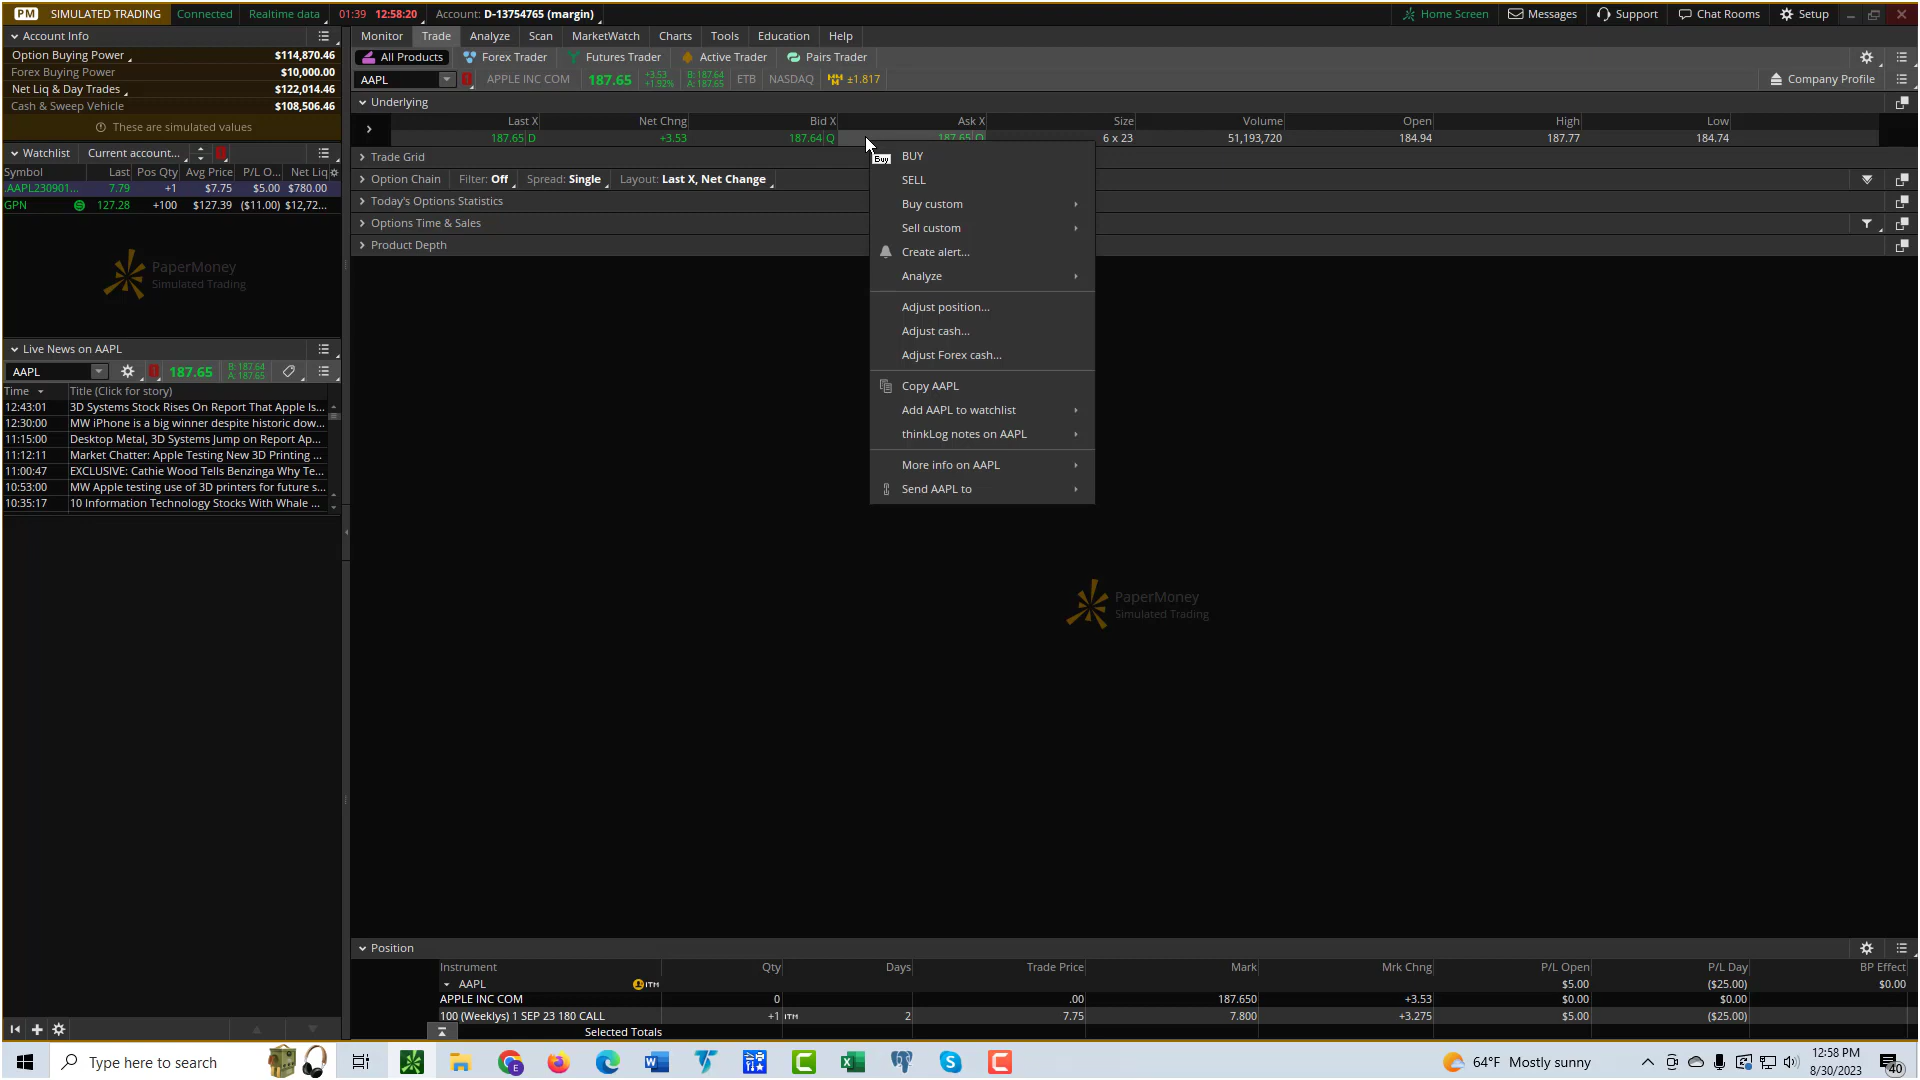 PM SIMULATED TRADING Connected Realtime data 01:39 12:58:20 Account: D-13754765 (margin) Home Screen Messages Support Chat Rooms Setup
Account Info
Option Buying Power $114,870.46
Forex Buying Power $10,000.00
Net Liq & Day Trades $122,014.46
Cash & Sweep Vehicle $108,506.46
These are simulated values
Watchlist Current account...
Symbol Last Pos Qty Avg Price P/L O... Net Liq
.AAPL230901... 7.79 +1 $7.75 $5.00 $780.00
GPN S 127.28 +100 $127.39 ($11.00) $12,72...
PaperMoney
Simulated Trading
Live News on AAPL
AAPL 187.65 B: 187.64
A: 187.65
Time Title (Click for story)
12:43:01 3D Systems Stock Rises On Report That Apple Is...
12:30:00 MW iPhone is a big winner despite historic dow...
11:15:00 Desktop Metal, 3D Systems Jump on Report Ap...
11:12:11 Market Chatter: Apple Testing New 3D Printing ...
11:00:47 EXCLUSIVE: Cathie Wood Tells Benzinga Why Te...
10:53:00 MW Apple testing use of 3D printers for future s...
10:35:17 10 Information Technology Stocks With Whale ...
Monitor Trade Analyze Scan MarketWatch Charts Tools Education Help
All Products Forex Trader Futures Trader Active Trader Pairs Trader
AAPL APPLE INC COM 187.65 +3.53 B: 187.64 ETB NASDAQ ±1.817 Company Profile
+1.92% A: 187.65
Underlying
Last X Net Chng Bid X Ask X Size Volume Open High Low
187.65 D +3.53 187.64 Q 187.65 Q 6 x 23 51,193,720 184.94 187.77 184.74
Trade Grid
Option Chain Filter: Off Spread: Single Layout: Last X, Net Change
Today's Options Statistics
Options Time & Sales
Product Depth
Buy
BUY
SELL
Buy custom
Sell custom
Create alert...
Analyze
Adjust position...
Adjust cash...
Adjust Forex cash...
Copy AAPL
Add AAPL to watchlist
thinkLog notes on AAPL
More info on AAPL
Send AAPL to
PaperMoney
Simulated Trading
Position
Instrument Qty Days Trade Price Mark Mrk Chng P/L Open P/L Day BP Effect
AAPL ITM $5.00 ($25.00) $0.00
APPLE INC COM 0 .00 187.650 +3.53 $0.00 $0.00
100 (Weeklys) 1 SEP 23 180 CALL +1 ITM 2 7.75 7.800 +3.275 $5.00 ($25.00)
Selected Totals
Type here to search 64°F Mostly sunny 12:58 PM
8/30/2023 40